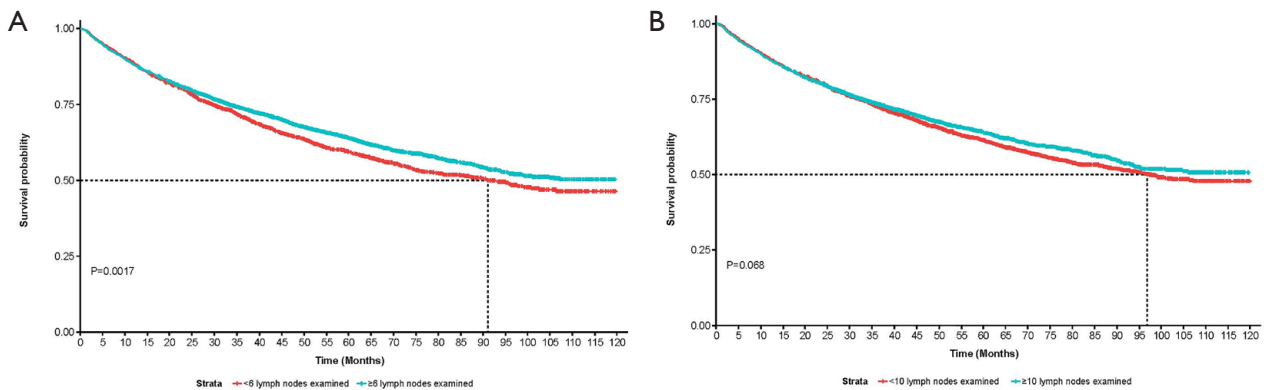 A
1.00
0.75
0.50
0.25
0.00
Survival probability
P=0.0017
0 5 10 15 20 25 30 35 40 45 50 55 60 65 70 75 80 85 90 95 100 105 110 115 120
Time (Months)
Strata <6 lymph nodes examined ≥6 lymph nodes examined
B
1.00
0.75
0.50
0.25
0.00
Survival probability
P=0.068
0 5 10 15 20 25 30 35 40 45 50 55 60 65 70 75 80 85 90 95 100 105 110 115 120
Time (Months)
Strata <10 lymph nodes examined ≥10 lymph nodes examined